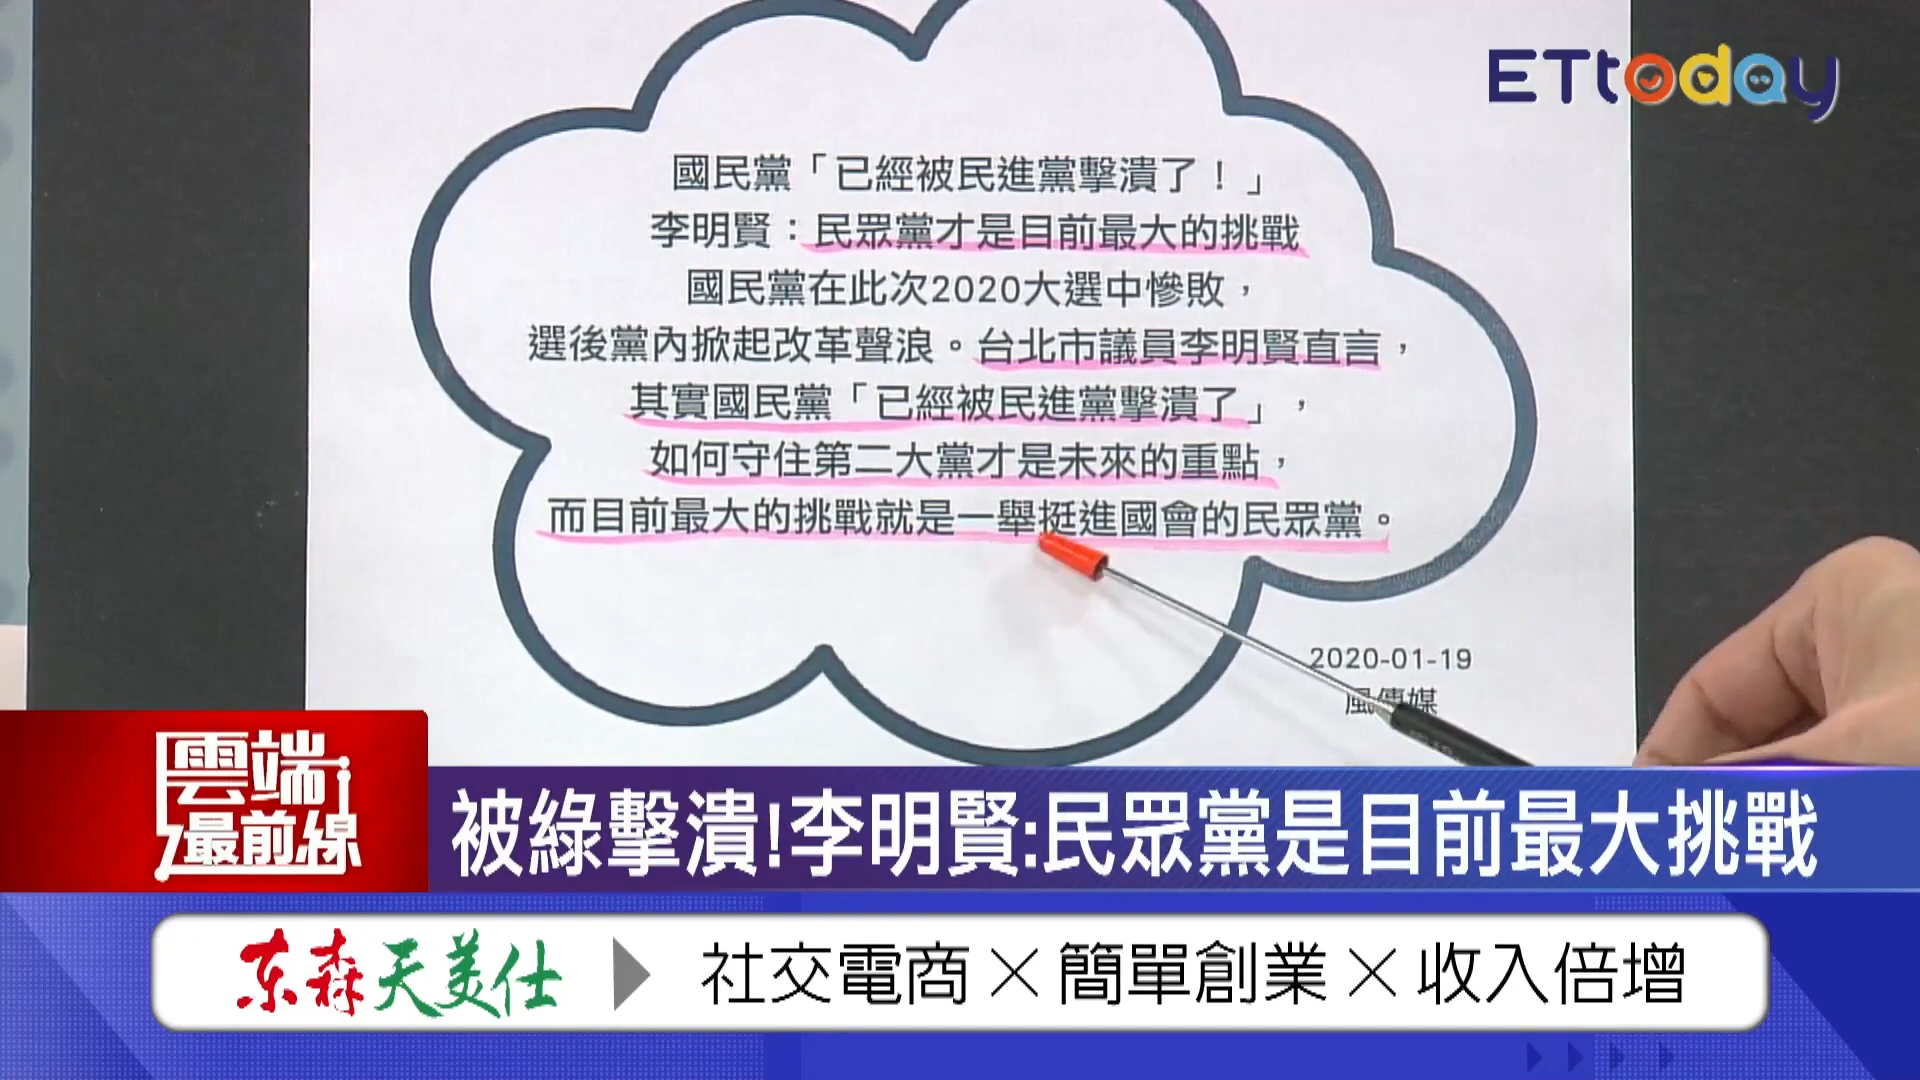 ETtoday
國民黨「已經被民進黨擊潰了！」
李明賢：民眾黨才是目前最大的挑戰
國民黨在此次2020大選中慘敗，
選後黨內掀起改革聲浪。台北市議員李明賢直言，
其實國民黨「已經被民進黨擊潰了」，
如何守住第二大黨才是未來的重點，
而目前最大的挑戰就是一舉挺進國會的民眾黨。
2020-01-19
風傳媒
雲端
最前線
被綠擊潰!李明賢:民眾黨是目前最大挑戰
东森天美仕
社交電商×簡單創業×收入倍增